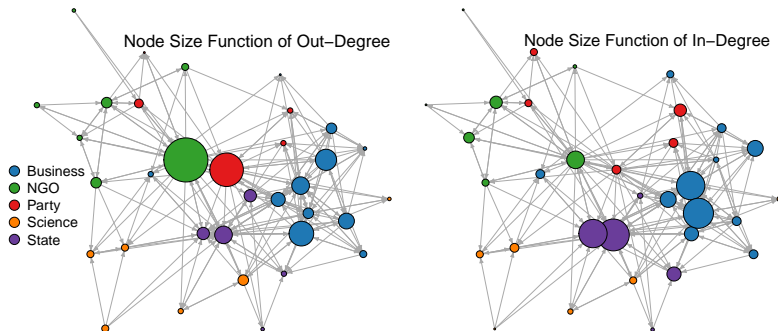 Node Size Function of Out−Degree
Node Size Function of In−Degree
Business
NGO
Party
Science
State